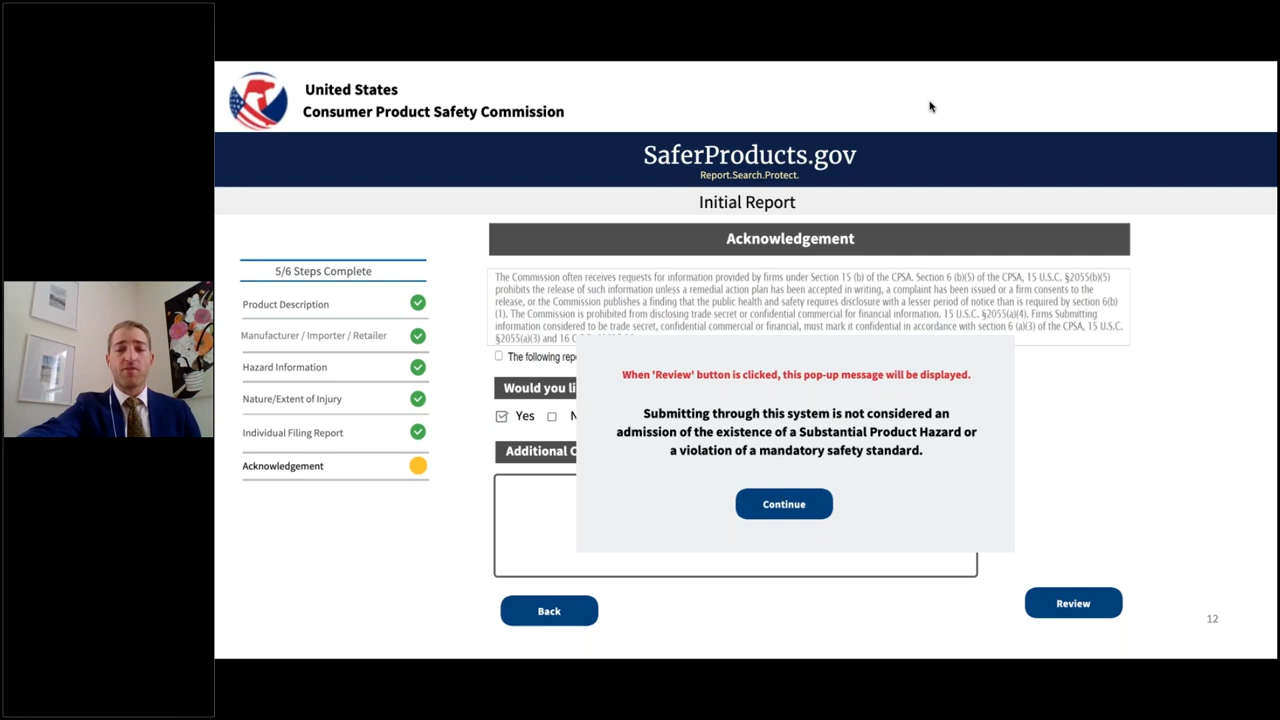 United States
Consumer Product Safety Commission
SaferProducts.gov
Report.Search.Protect.
Initial Report
5/6 Steps Complete
Product Description
Manufacturer / Importer / Retailer
Hazard Information
Nature/Extent of Injury
Individual Filing Report
Acknowledgement
Acknowledgement
The Commission often receives requests for information provided by firms under Section 15 (b) of the CPSA. Section 6 (b)(5) of the CPSA, 15 U.S.C. §2055(b)(5)
prohibits the release of such information unless a remedial action plan has been accepted in writing, a complaint has been issued or a firm consents to the
release, or the Commission publishes a finding that the public health and safety requires disclosure with a lesser period of notice than is required by section 6(b)
(1). The Commission is prohibited from disclosing trade secret or confidential commercial for financial information. 15 U.S.C. §2055(a)(4). Firms Submitting
information considered to be trade secret, confidential commercial or financial, must mark it confidential in accordance with section 6 (a)(3) of the CPSA, 15 U.S.C.
§2055(a)(3) and 16 C
The following rep
Would you li
Yes N
Additional C
When 'Review' button is clicked, this pop-up message will be displayed.
Submitting through this system is not considered an
admission of the existence of a Substantial Product Hazard or
a violation of a mandatory safety standard.
Continue
Back
Review
12